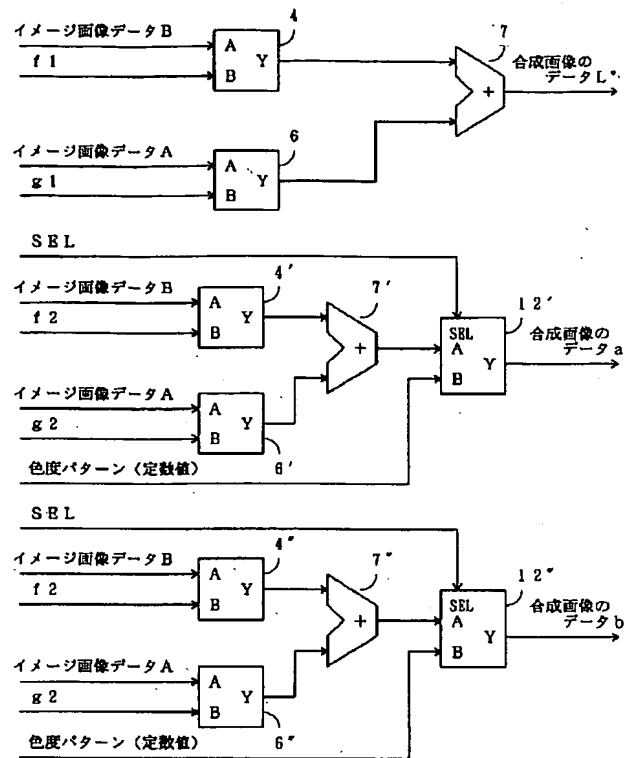 イメージ画像データB
f1
A
B
Y
4
7
+
合成画像の
データL*
イメージ画像データA
g1
A
B
Y
6
SEL
イメージ画像データB
f2
A
B
Y
4′
7′
+
SEL
A
B
Y
12′
合成画像の
データa
イメージ画像データA
g2
A
B
Y
6′
色度パターン(定数値)
SEL
イメージ画像データB
f2
A
B
Y
4″
7″
+
SEL
A
B
Y
12″
合成画像の
データb
イメージ画像データA
g2
A
B
Y
6″
色度パターン(定数値)